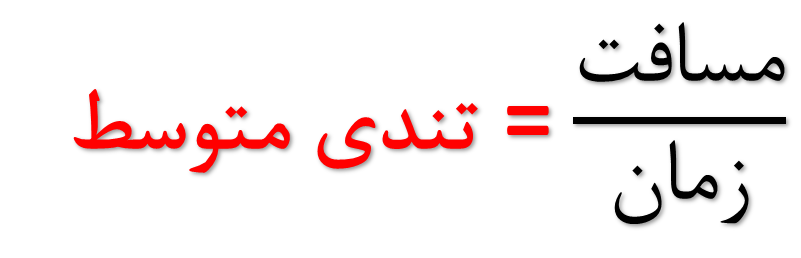 مسافت
تندی متوسط =
زمان